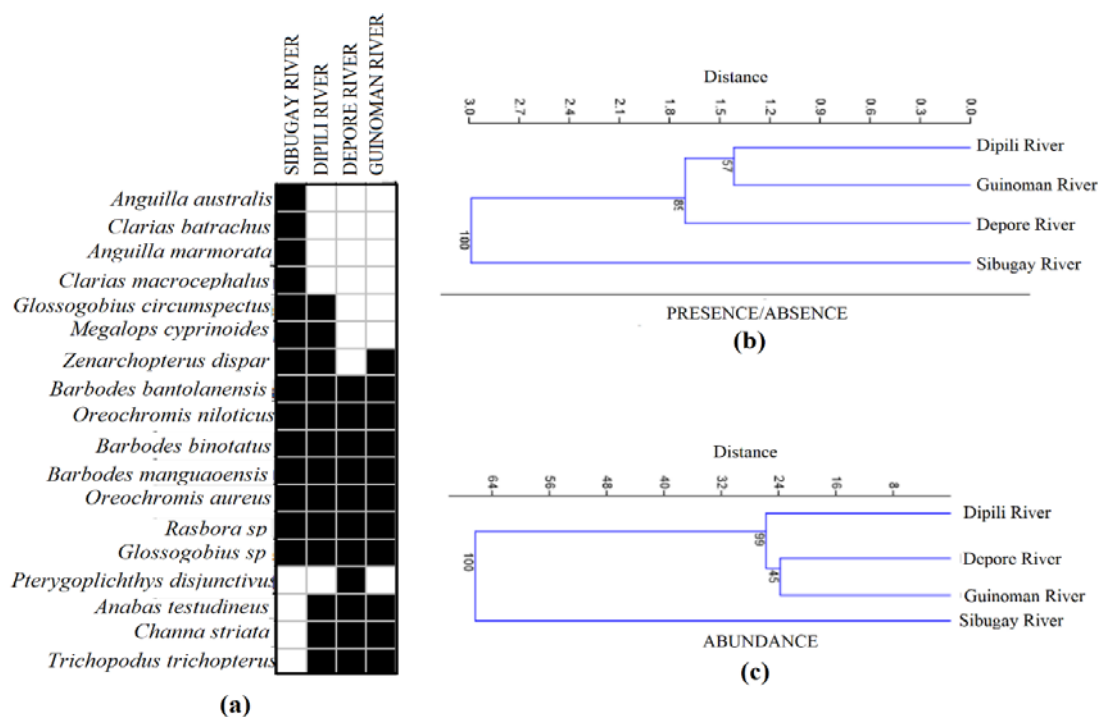 SIBUGAY RIVER
DIPILI RIVER
DEPORE RIVER
GUINOMAN RIVER
Anguilla australis
Clarias batrachus
Anguilla marmorata
Clarias macrocephalus
Glossogobius circumspectus
Megalops cyprinoides
Zenarchopterus dispar
Barbodes bantolanensis
Oreochromis niloticus
Barbodes binotatus
Barbodes manguaoensis
Oreochromis aureus
Rasbora sp
Glossogobius sp
Pterygoplichthys disjunctivus
Anabas testudineus
Channa striata
Trichopodus trichopterus
(a)
Distance
3.0 2.7 2.4 2.1 1.8 1.5 1.2 0.9 0.6 0.3 0.0
Dipili River
57
Guinoman River
89
Depore River
100
Sibugay River
PRESENCE/ABSENCE
(b)
Distance
64 56 48 40 32 24 16 8
Dipili River
99
Depore River
45
100
Guinoman River
Sibugay River
ABUNDANCE
(c)